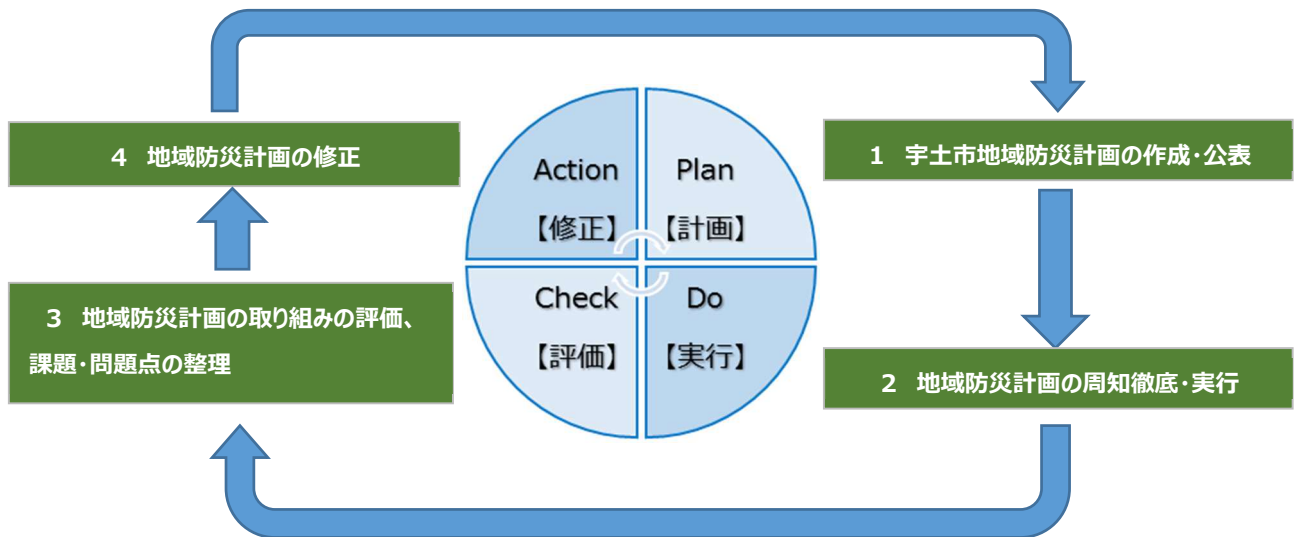 4 地域防災計画の修正
1 宇土市地域防災計画の作成・公表
3 地域防災計画の取り組みの評価、
課題・問題点の整理
2 地域防災計画の周知徹底・実行
Action
【修正】
Plan
【計画】
Check
【評価】
Do
【実行】